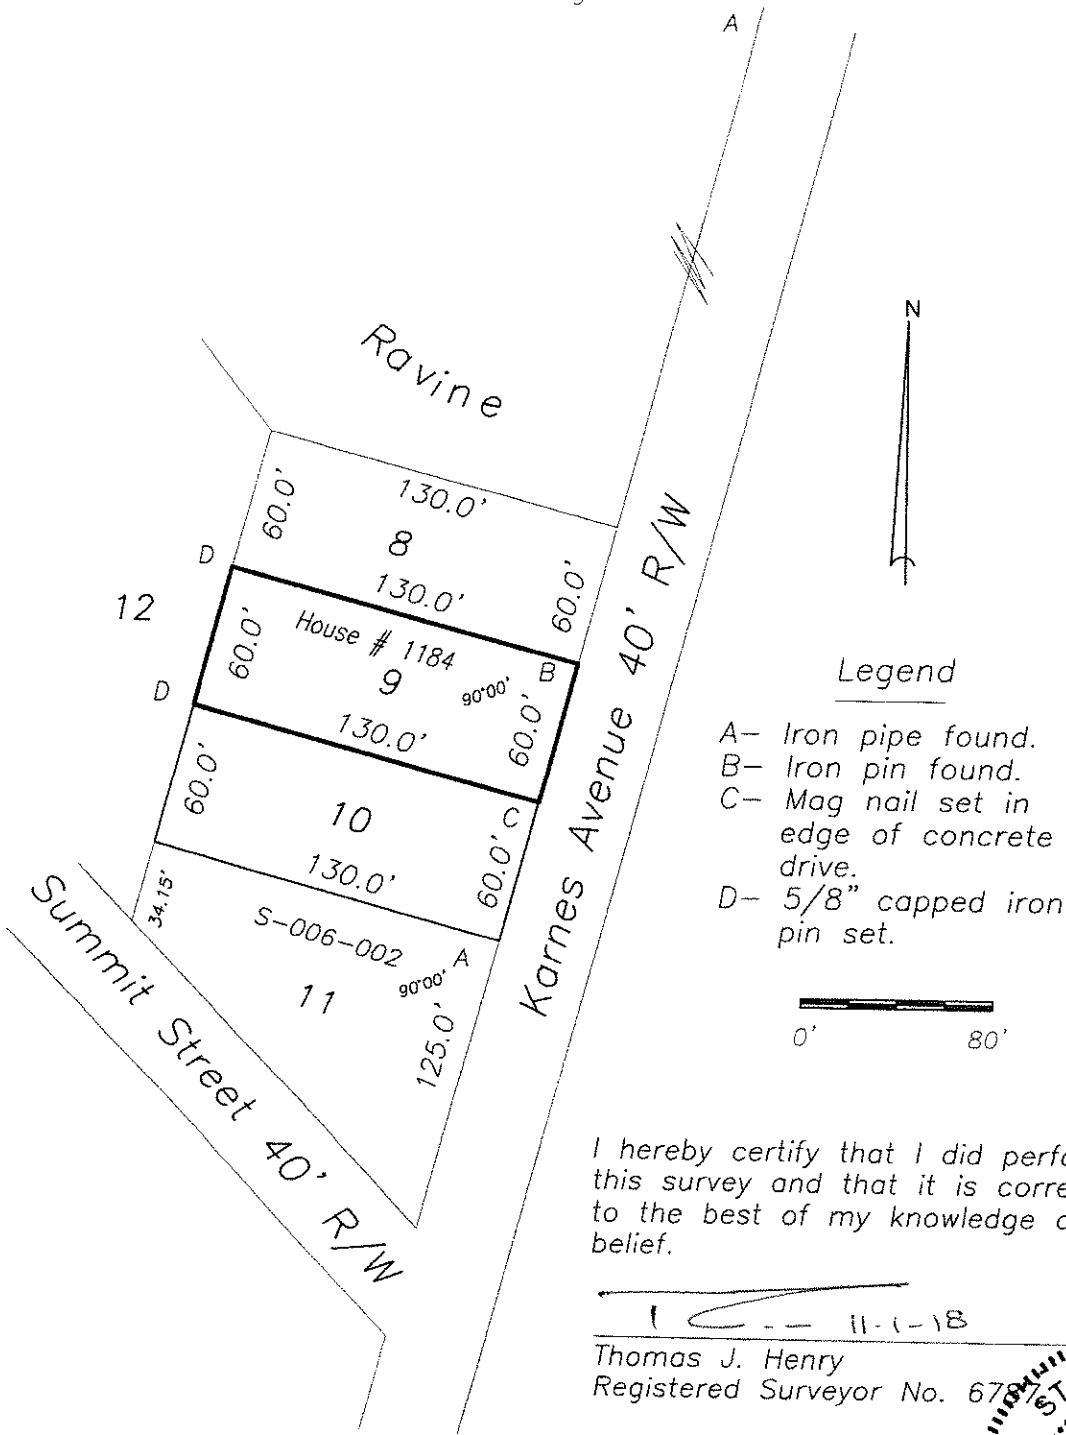 A
Ravine
N
60.0'
130.0'
8
60.0'
D
130.0'
12
House # 1184
60.0'
9
90°00'
B
60.0'
D
130.0'
Karnes Avenue 40' R/W
60.0'
10
C
60.0'
130.0'
34.15'
S-006-002
A
90°00'
11
125.0'
Summit Street 40' R/W
Legend
A- Iron pipe found.
B- Iron pin found.
C- Mag nail set in
edge of concrete
drive.
D- 5/8" capped iron
pin set.
0' 80'
I hereby certify that I did perfo
this survey and that it is corre
to the best of my knowledge
belief.
11-1-18
Thomas J. Henry
Registered Surveyor No.
ST